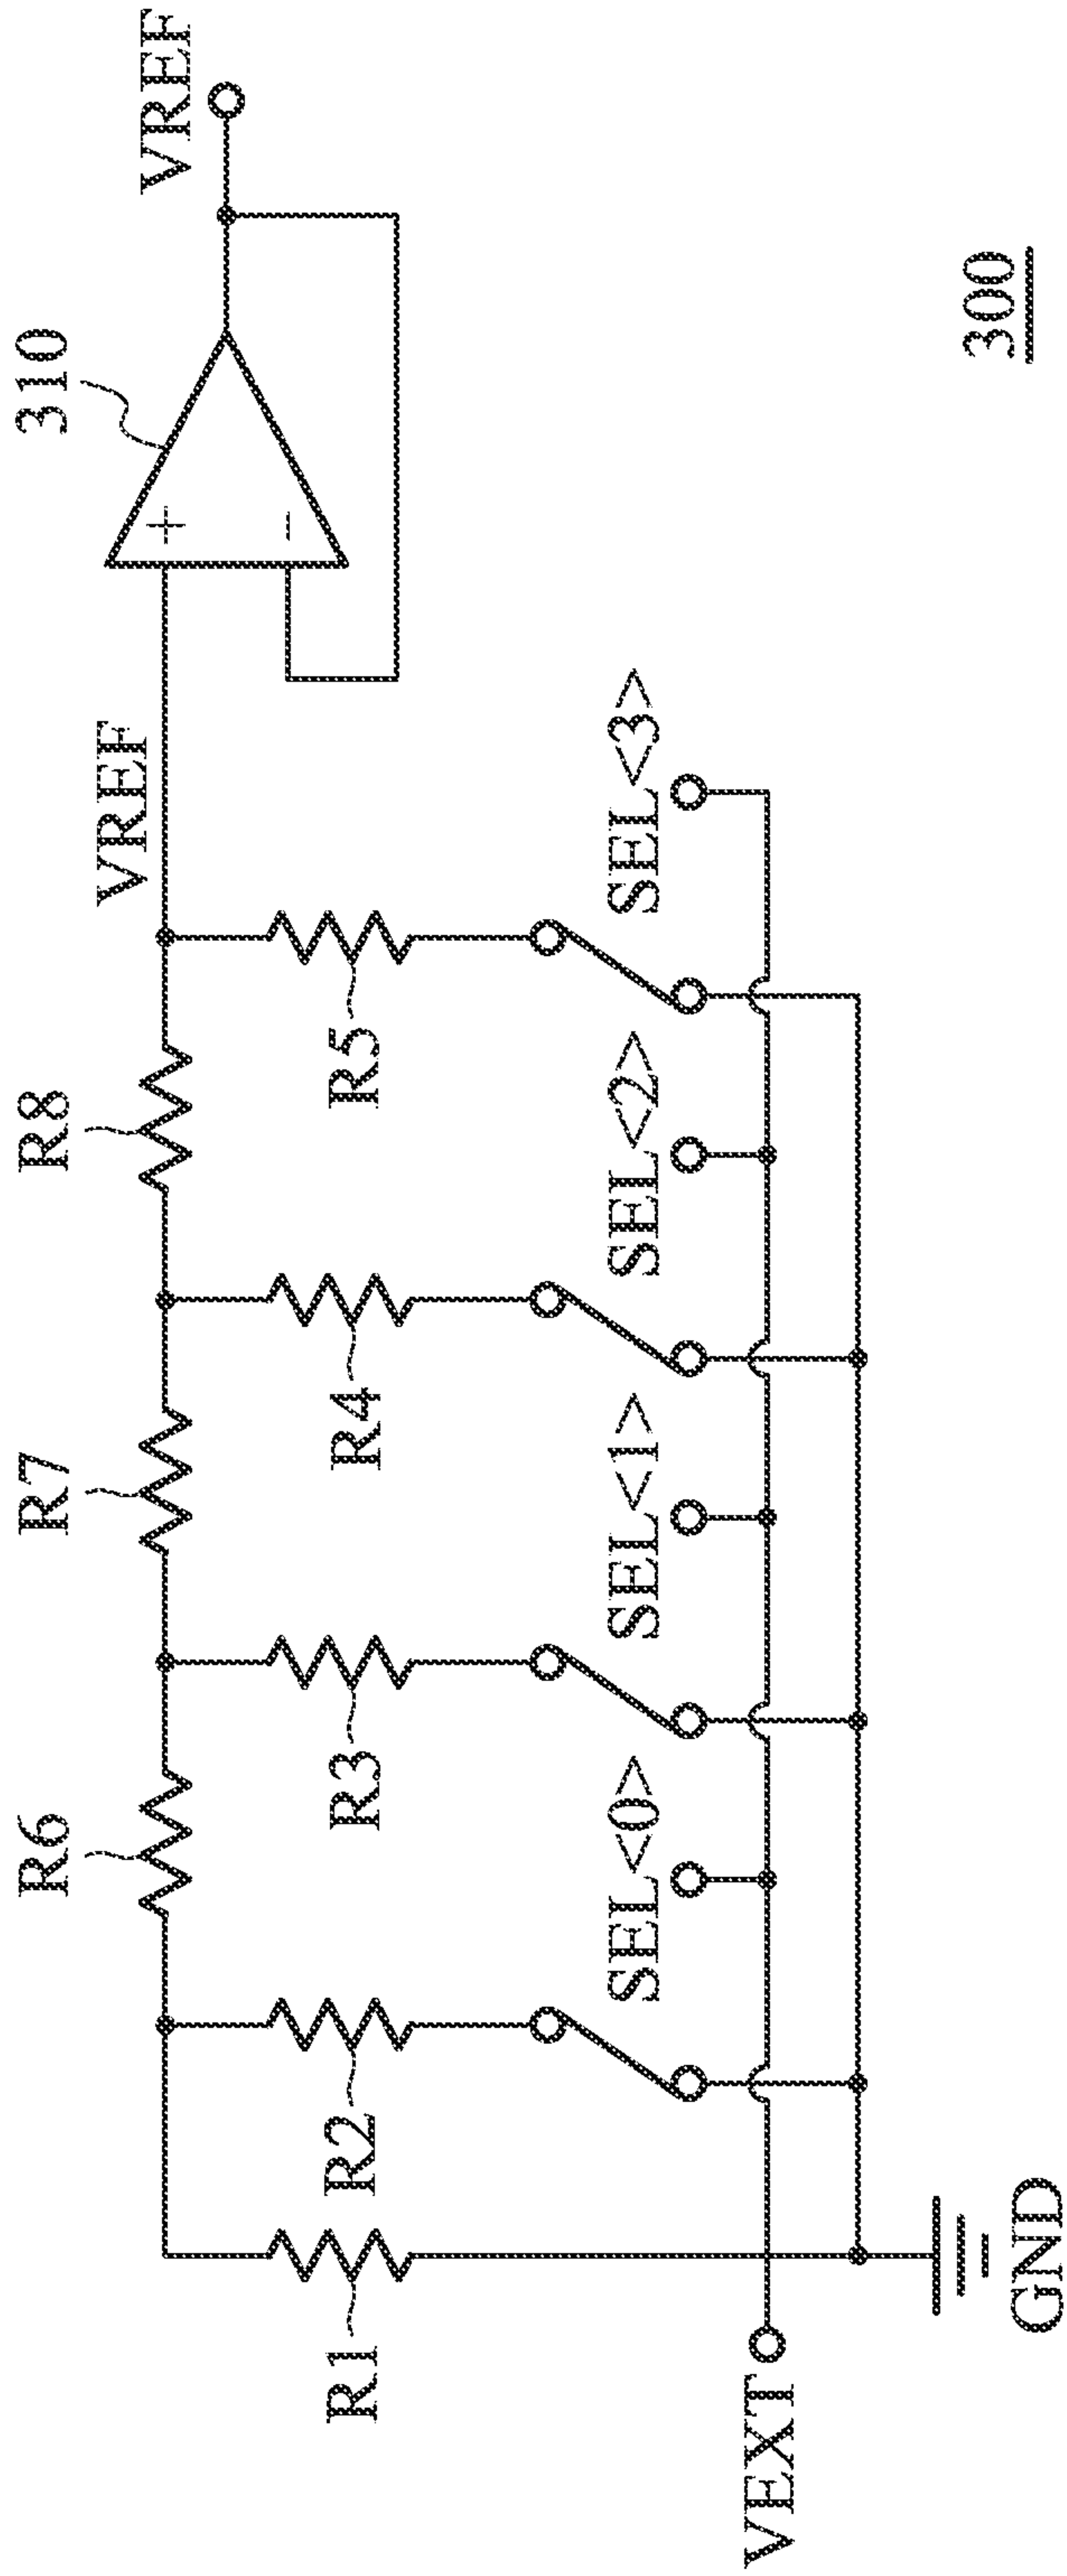 R6
R7
R8
310
VREF
VREF
+
−
R1
R2
R3
R4
R5
SEL<0>
SEL<1>
SEL<2>
SEL<3>
VEXT
GND
300